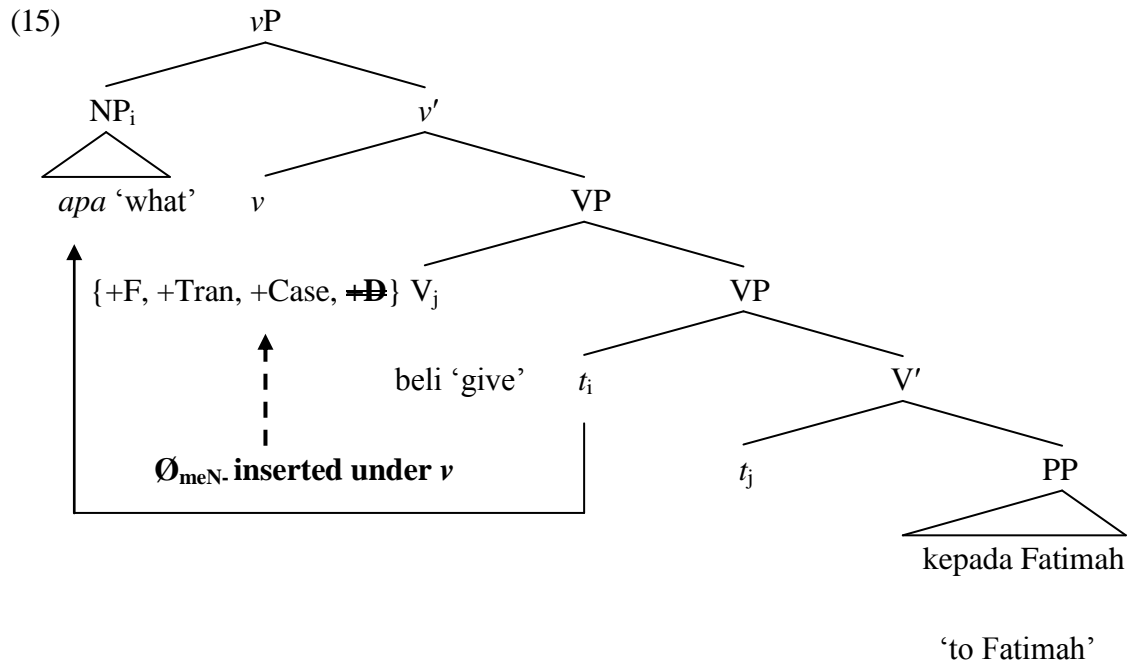 (15) vP
NPi v′
apa ‘what’ v VP
{+F, +Tran, +Case, +D} Vj VP
beli ‘give’ ti V′
ØmeN- inserted under v tj PP
kepada Fatimah
‘to Fatimah’